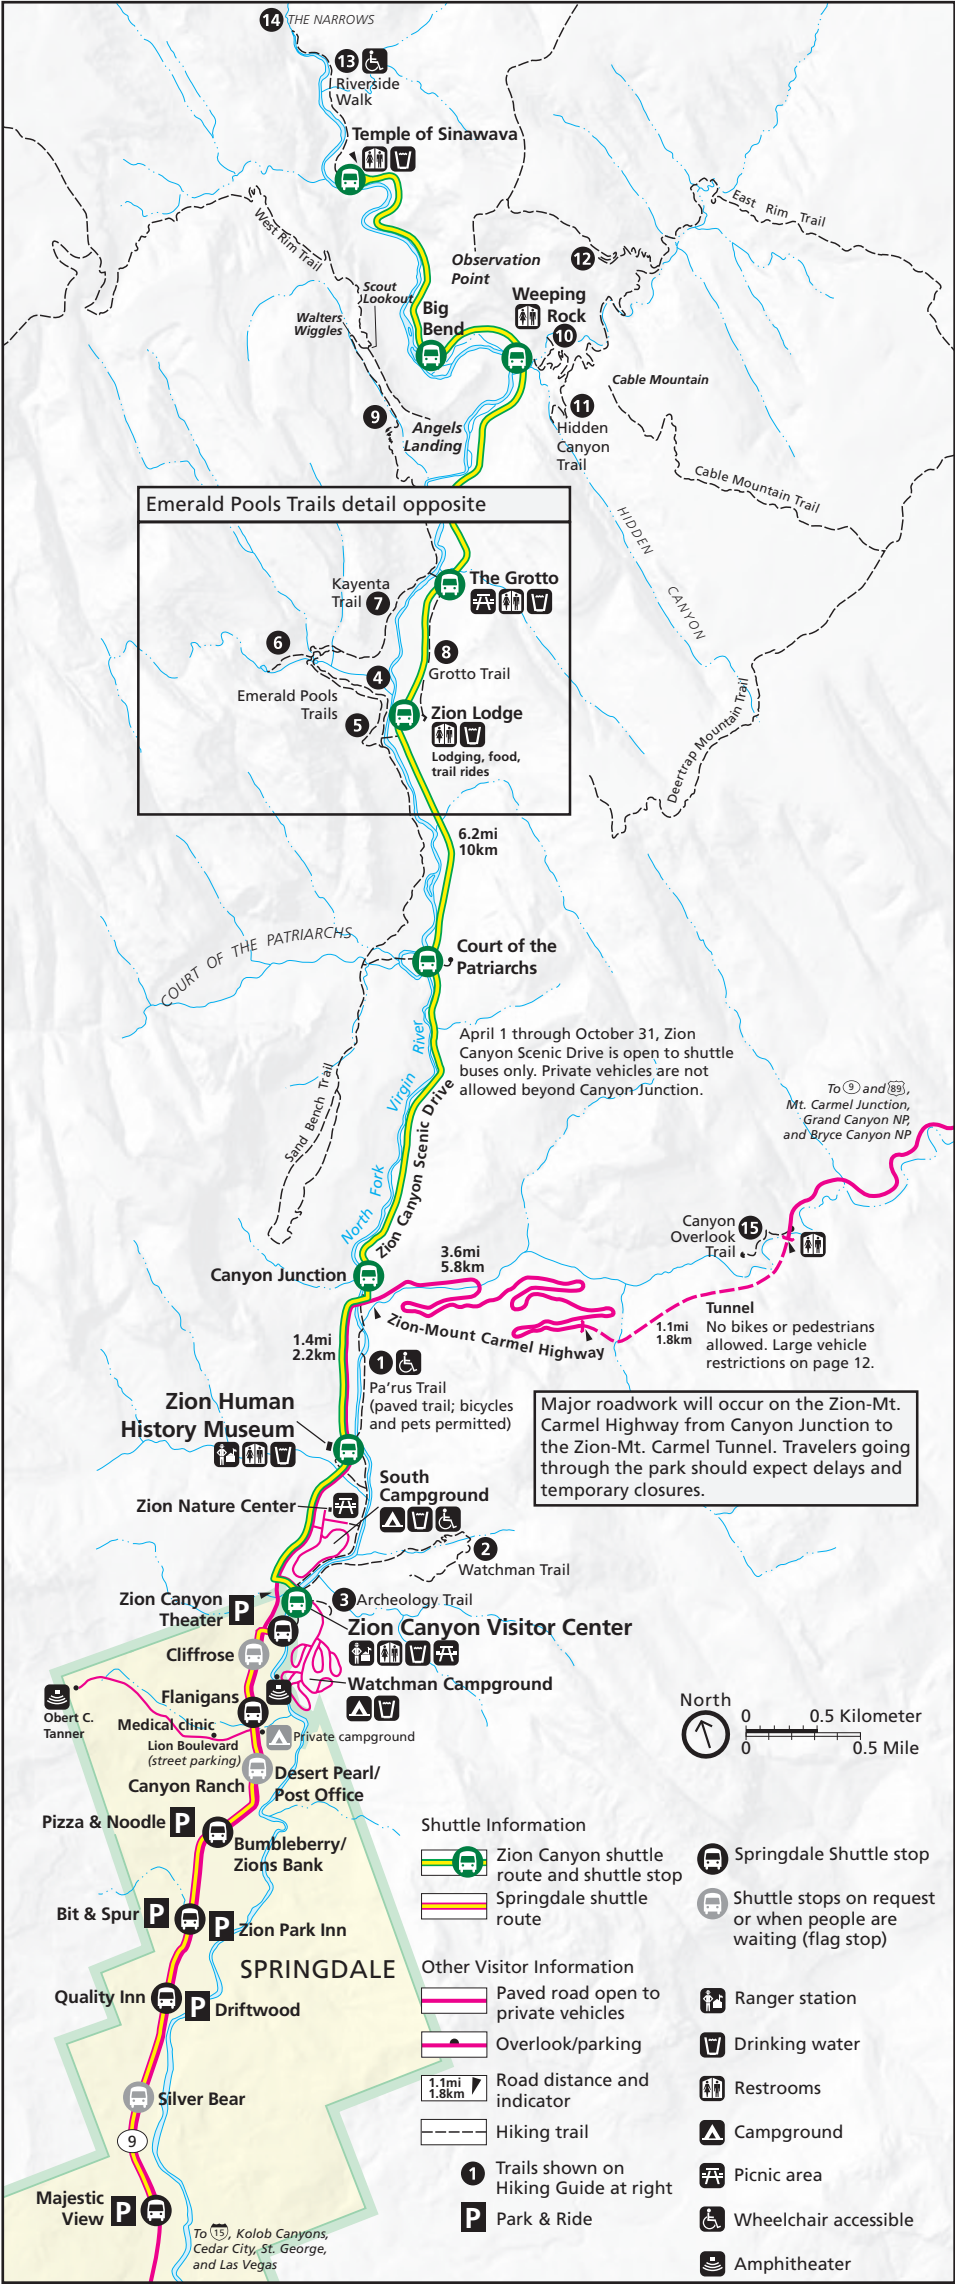 14 THE NARROWS
13
Riverside
Walk
Temple of Sinawava
East Rim Trail
West Rim Trail
12
Observation
Point
Scout
Lookout
Walters
Wiggles
Big
Bend
Weeping
Rock
10
Cable Mountain
9
Angels
Landing
11
Hidden
Canyon
Trail
Cable Mountain Trail
HIDDEN
CANYON
Emerald Pools Trails detail opposite
Kayenta
Trail 7
The Grotto
6
8
Grotto Trail
4
Emerald Pools
Trails
5
Zion Lodge
Lodging, food,
trail rides
Deertrap Mountain Trail
6.2mi
10km
COURT OF THE PATRIARCHS
Court of the
Patriarchs
April 1 through October 31, Zion
Canyon Scenic Drive is open to shuttle
buses only. Private vehicles are not
allowed beyond Canyon Junction.
Sand Bench Trail
North Fork Virgin River
Zion Canyon Scenic Drive
To 9 and 89,
Mt. Carmel Junction,
Grand Canyon NP,
and Bryce Canyon NP
Canyon
Overlook
Trail
15
Canyon Junction
3.6mi
5.8km
Zion-Mount Carmel Highway
1.1mi
1.8km
Tunnel
No bikes or pedestrians
allowed. Large vehicle
restrictions on page 12.
1.4mi
2.2km
1
Pa'rus Trail
(paved trail; bicycles
and pets permitted)
Zion Human
History Museum
Major roadwork will occur on the Zion-Mt.
Carmel Highway from Canyon Junction to
the Zion-Mt. Carmel Tunnel. Travelers going
through the park should expect delays and
temporary closures.
South
Campground
Zion Nature Center
2
Watchman Trail
Zion Canyon
Theater
P
3 Archeology Trail
Zion Canyon Visitor Center
Cliffrose
Watchman Campground
Flanigans
Obert C.
Tanner
Medical clinic
Lion Boulevard
(street parking)
Private campground
Canyon Ranch
Desert Pearl/
Post Office
North
0 0.5 Kilometer
0 0.5 Mile
Pizza & Noodle P
Bumbleberry/
Zions Bank
Bit & Spur P
P Zion Park Inn
SPRINGDALE
Quality Inn
P Driftwood
Silver Bear
9
Majestic
View
P
To 15, Kolob Canyons,
Cedar City, St. George,
and Las Vegas
Shuttle Information
Zion Canyon shuttle
route and shuttle stop
Springdale shuttle
route
Springdale Shuttle stop
Shuttle stops on request
or when people are
waiting (flag stop)
Other Visitor Information
Paved road open to
private vehicles
Overlook/parking
1.1mi
1.8km
Road distance and
indicator
Hiking trail
1
Trails shown on
Hiking Guide at right
P Park & Ride
Ranger station
Drinking water
Restrooms
Campground
Picnic area
Wheelchair accessible
Amphitheater